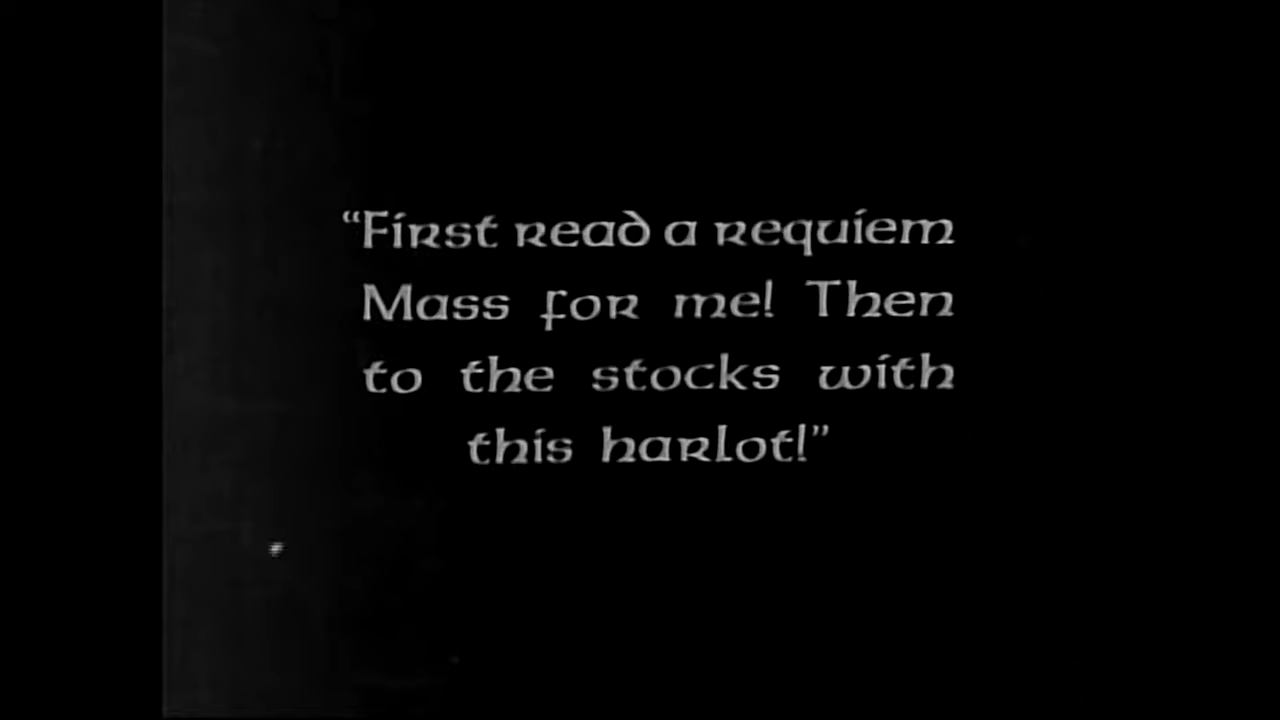 “First read a requiem
Mass for me! Then
to the stocks with
this harlot!”